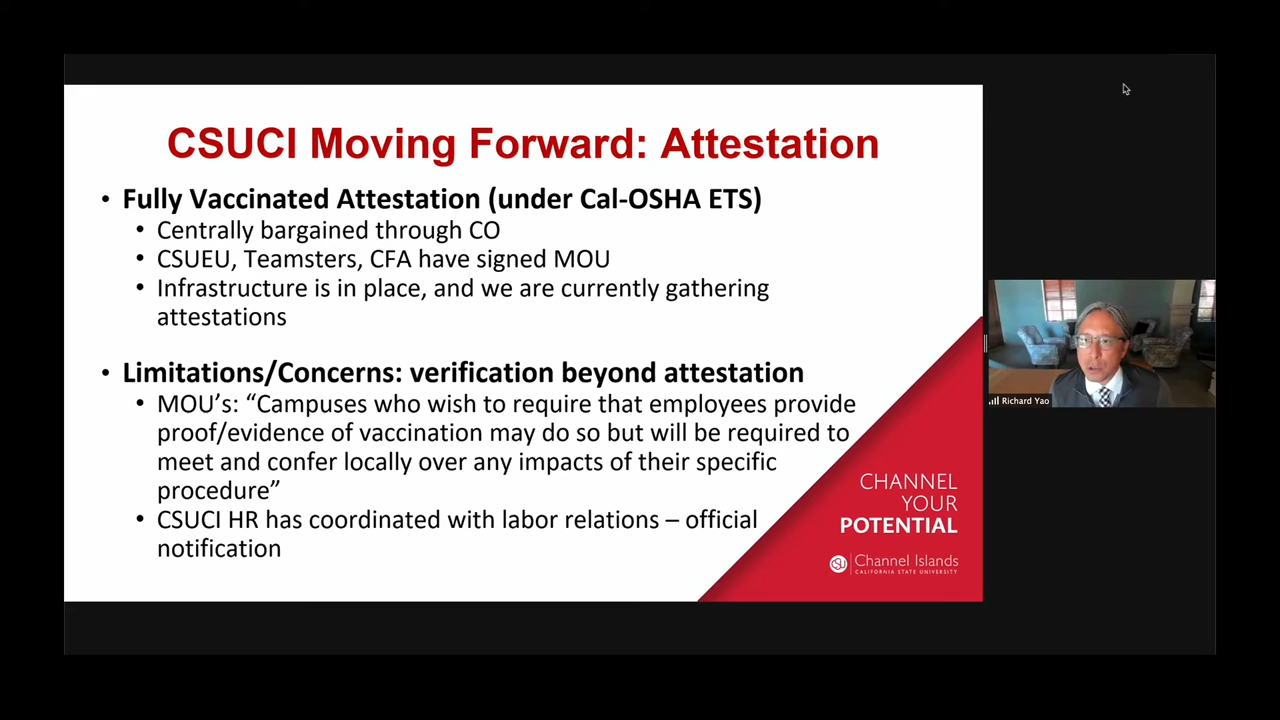 CSUCI Moving Forward: Attestation
• Fully Vaccinated Attestation (under Cal-OSHA ETS)
• Centrally bargained through CO
• CSUEU, Teamsters, CFA have signed MOU
• Infrastructure is in place, and we are currently gathering
attestations
• Limitations/Concerns: verification beyond attestation
• MOU's: “Campuses who wish to require that employees provide
proof/evidence of vaccination may do so but will be required to
meet and confer locally over any impacts of their specific
procedure”
• CSUCI HR has coordinated with labor relations – official
notification
CHANNEL
YOUR
POTENTIAL
CSU Channel Islands
CALIFORNIA STATE UNIVERSITY
Richard Yao